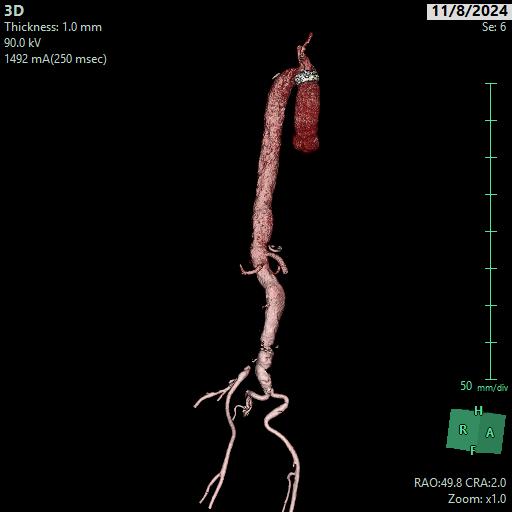 3D
11/8/2024
Thickness: 1.0 mm
Se: 6
90.0 kV
1492 mA(250 msec)
50 mm/div
H
R A
F
RAO:49.8 CRA:2.0
Zoom: x1.0